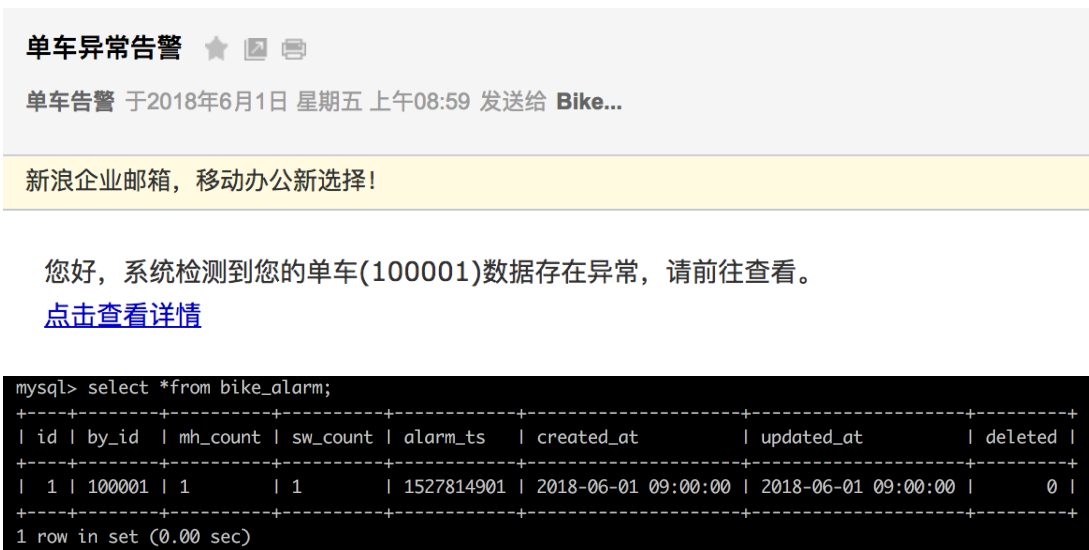 单车异常告警
单车告警 于2018年6月1日 星期五 上午08:59 发送给 Bike...
新浪企业邮箱，移动办公新选择！
您好，系统检测到您的单车(100001)数据存在异常，请前往查看。
点击查看详情
mysql> select *from bike_alarm;
+----+--------+----------+----------+------------+---------------------+---------------------+---------+
| id | by_id  | mh_count | sw_count | alarm_ts   | created_at          | updated_at          | deleted |
+----+--------+----------+----------+------------+---------------------+---------------------+---------+
|  1 | 100001 | 1        | 1        | 1527814901 | 2018-06-01 09:00:00 | 2018-06-01 09:00:00 |       0 |
+----+--------+----------+----------+------------+---------------------+---------------------+---------+
1 row in set (0.00 sec)